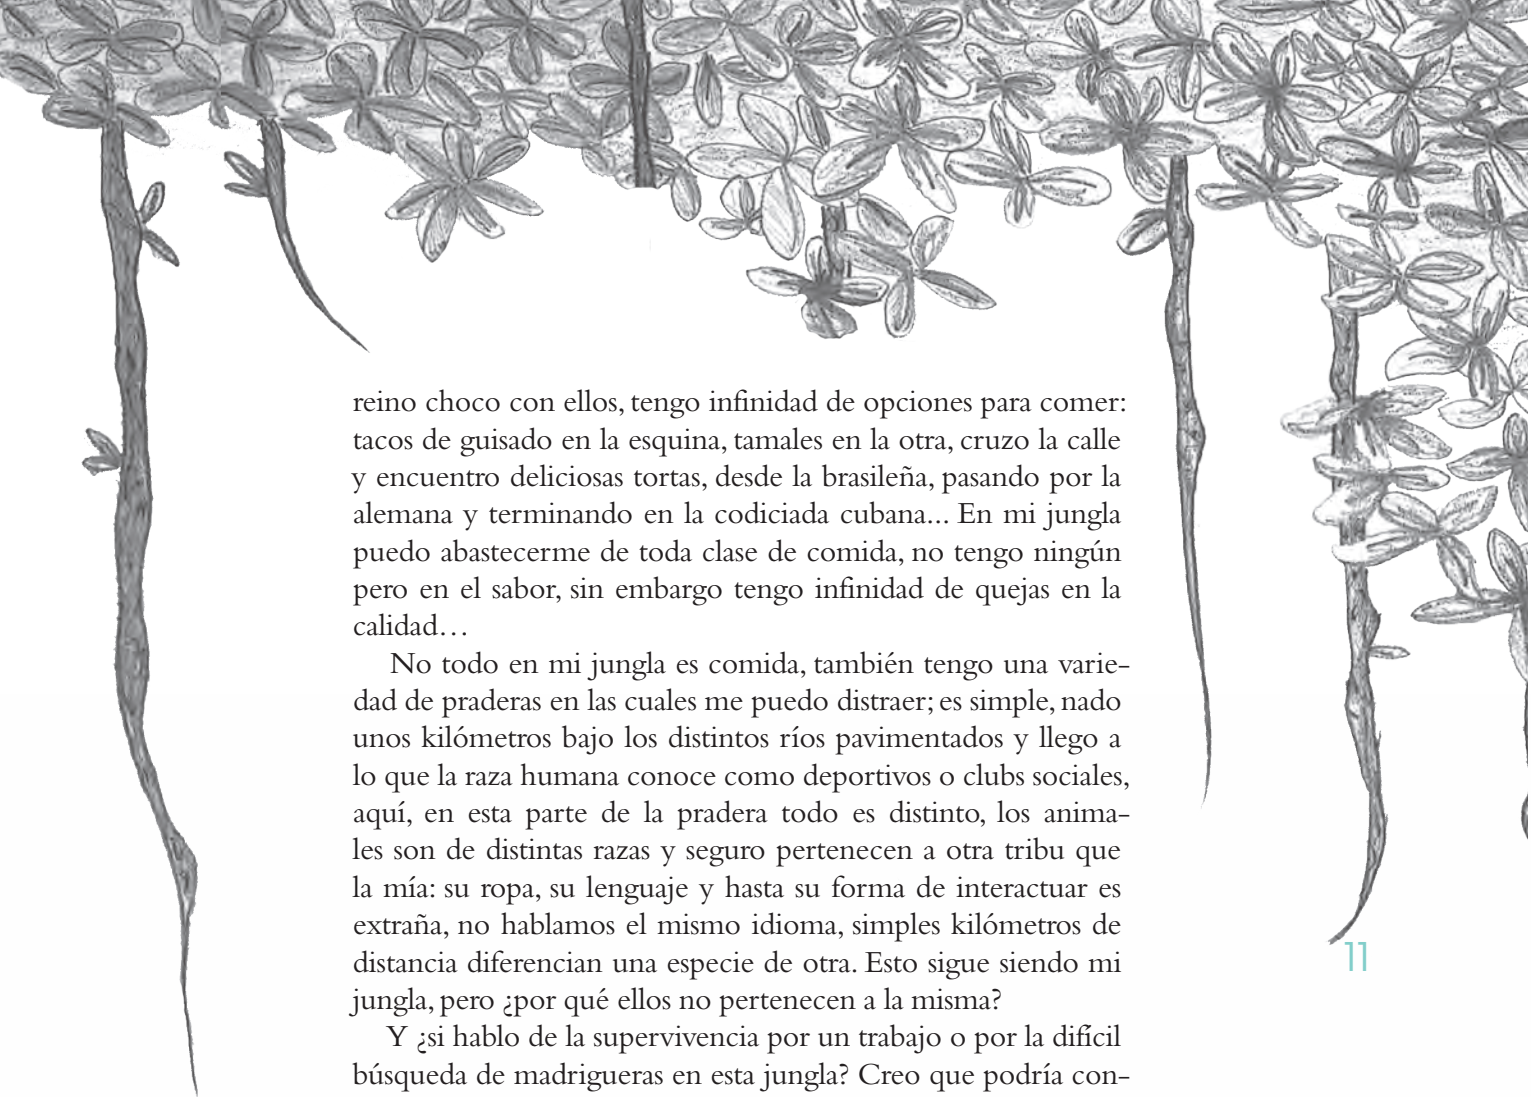 reino choco con ellos, tengo infinidad de opciones para comer:
tacos de guisado en la esquina, tamales en la otra, cruzo la calle
y encuentro deliciosas tortas, desde la brasileña, pasando por la
alemana y terminando en la codiciada cubana... En mi jungla
puedo abastecerme de toda clase de comida, no tengo ningún
pero en el sabor, sin embargo tengo infinidad de quejas en la
calidad…
No todo en mi jungla es comida, también tengo una varie-
dad de praderas en las cuales me puedo distraer; es simple, nado
unos kilómetros bajo los distintos ríos pavimentados y llego a
lo que la raza humana conoce como deportivos o clubs sociales,
aquí, en esta parte de la pradera todo es distinto, los anima-
les son de distintas razas y seguro pertenecen a otra tribu que
la mía: su ropa, su lenguaje y hasta su forma de interactuar es
extraña, no hablamos el mismo idioma, simples kilómetros de
distancia diferencian una especie de otra. Esto sigue siendo mi
jungla, pero ¿por qué ellos no pertenecen a la misma?
Y ¿si hablo de la supervivencia por un trabajo o por la difícil
búsqueda de madrigueras en esta jungla? Creo que podría con-
11